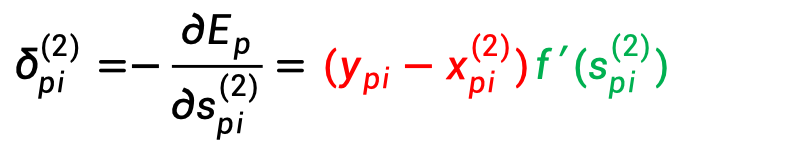 δ_{pi}^{(2)} = − ∂E_p / ∂s_{pi}^{(2)} = (y_{pi} − x_{pi}^{(2)}) f ′(s_{pi}^{(2)})